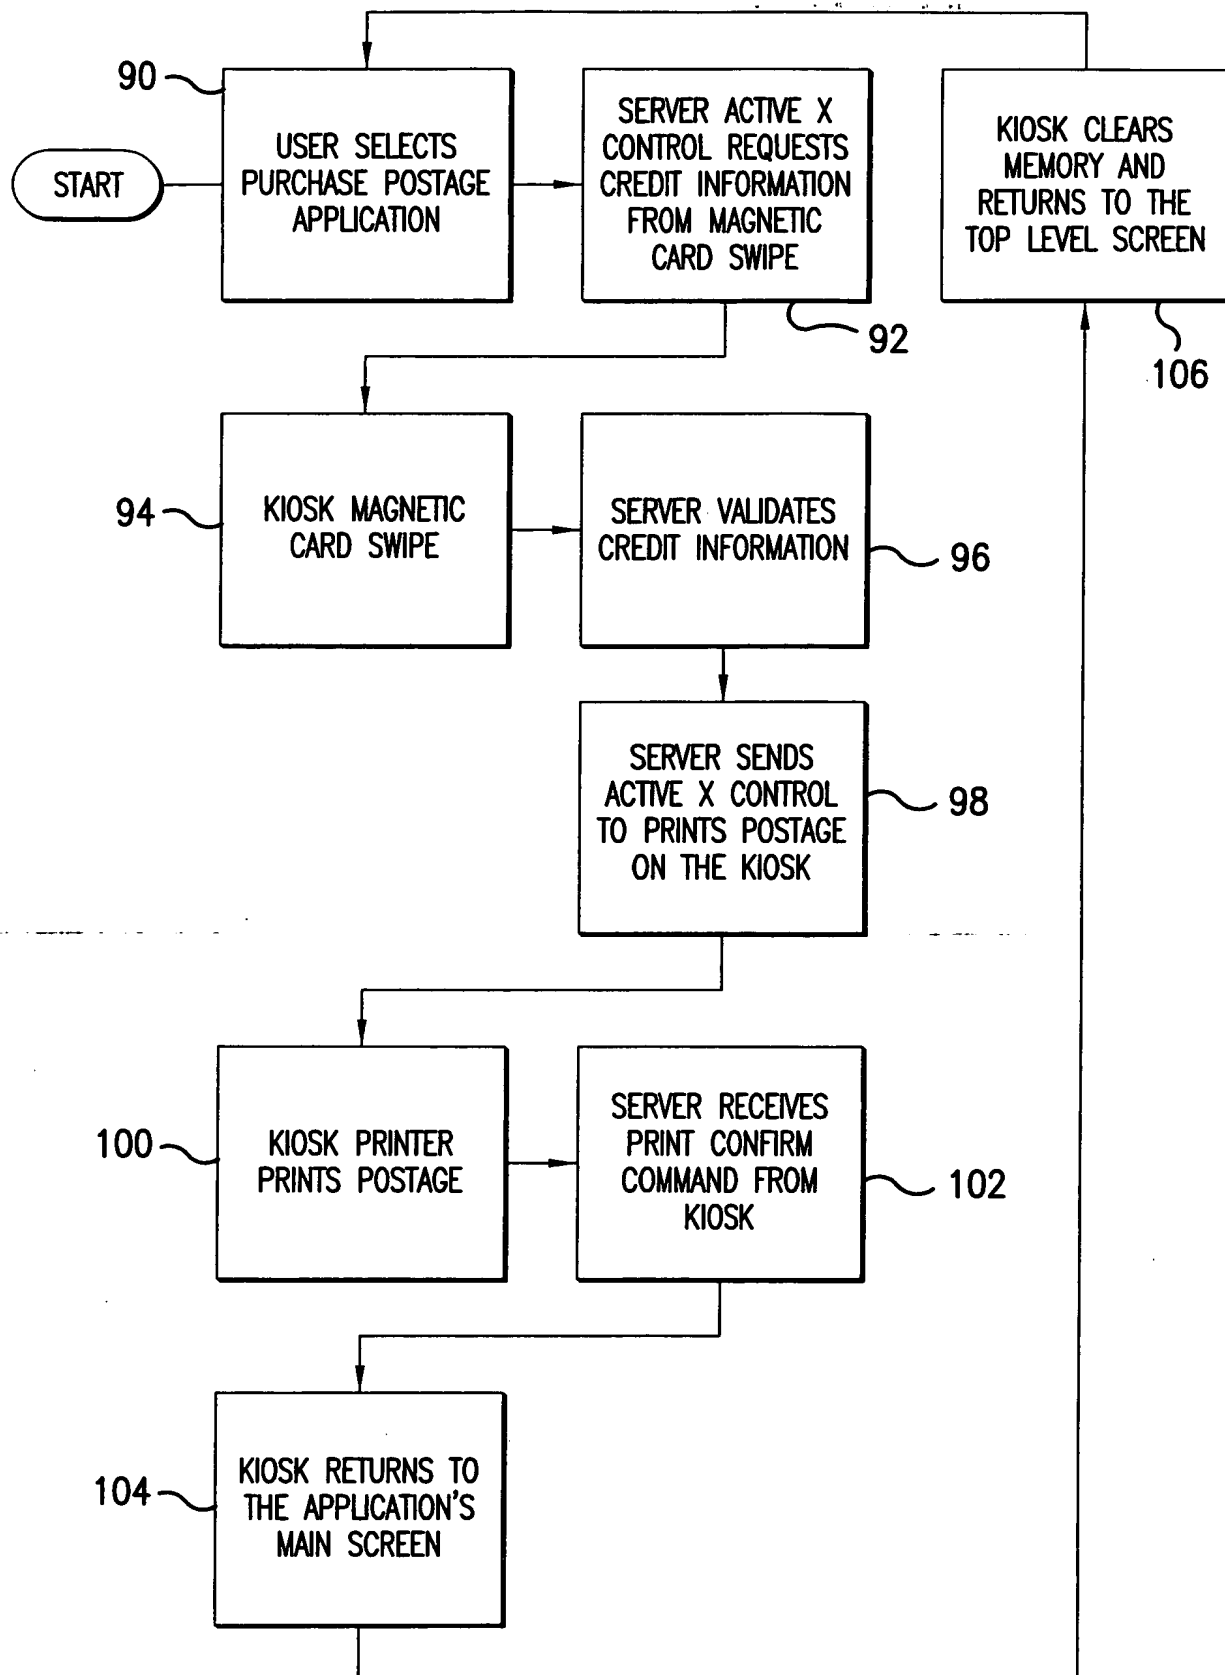 START
90
USER SELECTS
PURCHASE POSTAGE
APPLICATION
SERVER ACTIVE X
CONTROL REQUESTS
CREDIT INFORMATION
FROM MAGNETIC
CARD SWIPE
92
KIOSK CLEARS
MEMORY AND
RETURNS TO THE
TOP LEVEL SCREEN
106
94
KIOSK MAGNETIC
CARD SWIPE
SERVER VALIDATES
CREDIT INFORMATION
96
SERVER SENDS
ACTIVE X CONTROL
TO PRINTS POSTAGE
ON THE KIOSK
98
100
KIOSK PRINTER
PRINTS POSTAGE
SERVER RECEIVES
PRINT CONFIRM
COMMAND FROM
KIOSK
102
104
KIOSK RETURNS TO
THE APPLICATION'S
MAIN SCREEN